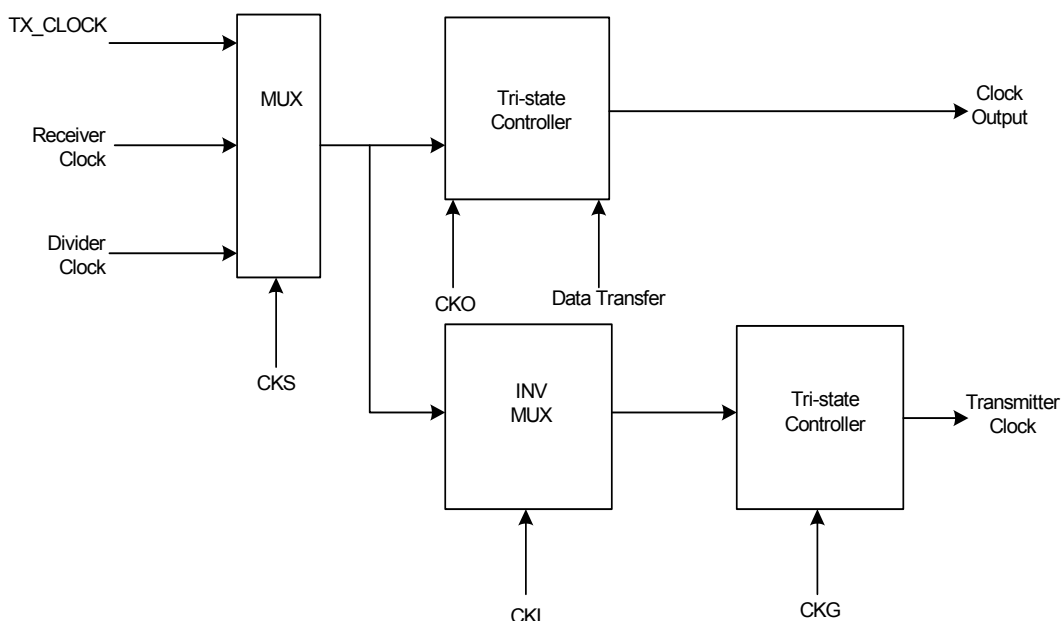 TX_CLOCK
MUX
Receiver
Clock
Divider
Clock
CKS
Tri-state
Controller
Clock
Output
CKO
Data Transfer
INV
MUX
Tri-state
Controller
Transmitter
Clock
CKG